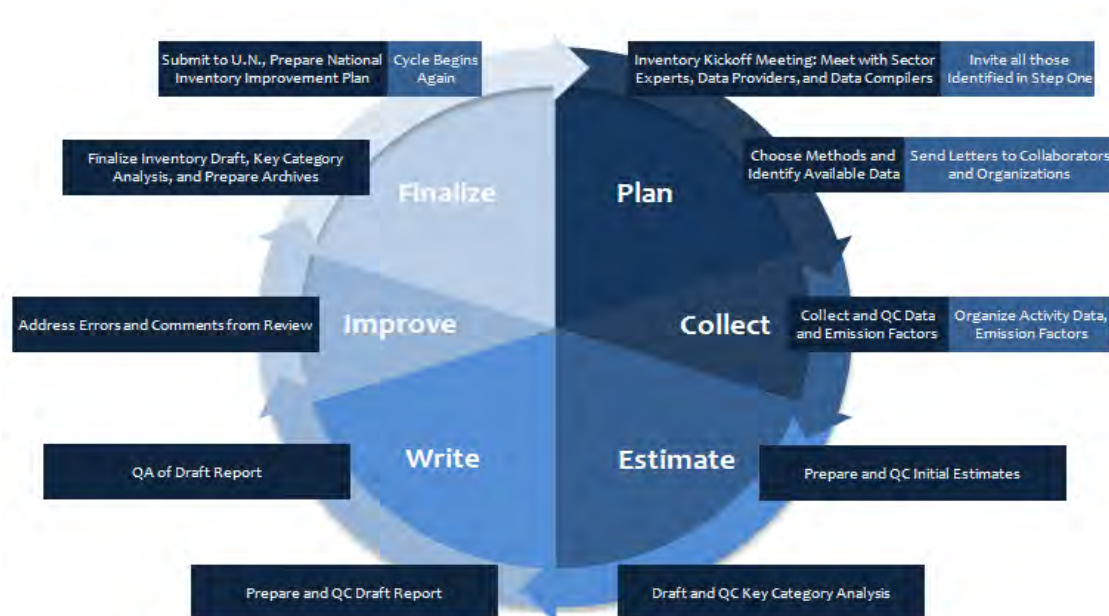 Submit to U.N., Prepare National
Inventory Improvement Plan
Cycle Begins
Again
Inventory Kickoff Meeting: Meet with Sector
Experts, Data Providers, and Data Compilers
Invite all those
Identified in Step One
Finalize Inventory Draft, Key Category
Analysis, and Prepare Archives
Choose Methods and
Identify Available Data
Send Letters to Collaborators
and Organizations
Finalize
Plan
Address Errors and Comments from Review
Improve
Collect
Collect and QC Data
and Emission Factors
Organize Activity Data,
Emission Factors
QA of Draft Report
Write
Estimate
Prepare and QC Initial Estimates
Prepare and QC Draft Report
Draft and QC Key Category Analysis